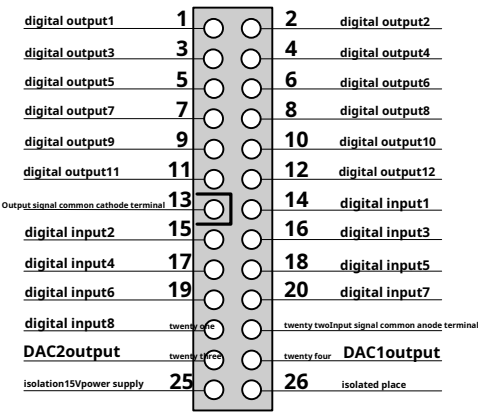 digital output1 1 2 digital output2
digital output3 3 4 digital output4
digital output5 5 6 digital output6
digital output7 7 8 digital output8
digital output9 9 10 digital output10
digital output11 11 12 digital output12
Output signal common cathode terminal 13 14 digital input1
digital input2 15 16 digital input3
digital input4 17 18 digital input5
digital input6 19 20 digital input7
digital input8 twenty one twenty twoInput signal common anode terminal
DAC2output twenty three twenty four DAC1output
isolation15Vpower supply 25 26 isolated place